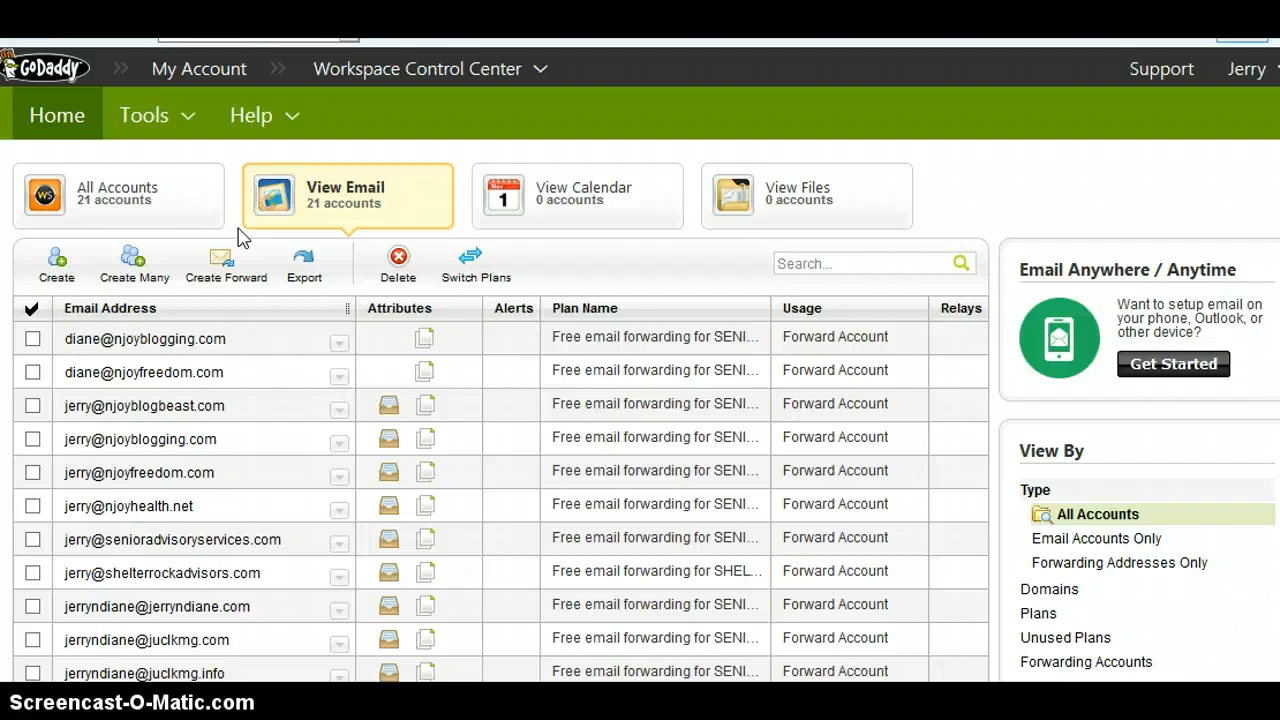 GoDaddy My Account Workspace Control Center Support Jerry
Home Tools Help
WS All Accounts
21 accounts
View Email
21 accounts
Nov 1 View Calendar
0 accounts
View Files
0 accounts
Create Create Many Create Forward Export Delete Switch Plans Search...
Email Address Attributes Alerts Plan Name Usage Relays
diane@njoyblogging.com Free email forwarding for SENI... Forward Account
diane@njoyfreedom.com Free email forwarding for SENI... Forward Account
jerry@njoyblogbeast.com Free email forwarding for SENI... Forward Account
jerry@njoyblogging.com Free email forwarding for SENI... Forward Account
jerry@njoyfreedom.com Free email forwarding for SENI... Forward Account
jerry@njoyhealth.net Free email forwarding for SENI... Forward Account
jerry@senioradvisoryservices.com Free email forwarding for SENI... Forward Account
jerry@shelterrockadvisors.com Free email forwarding for SHEL... Forward Account
jerryndiane@jerryndiane.com Free email forwarding for SENI... Forward Account
jerryndiane@juclkmg.com Free email forwarding for SENI... Forward Account
jerryndiane@juclkmg.info Free email forwarding for SENI... Forward Account
Email Anywhere / Anytime
Want to setup email on
your phone, Outlook, or
other device?
Get Started
View By
Type
All Accounts
Email Accounts Only
Forwarding Addresses Only
Domains
Plans
Unused Plans
Forwarding Accounts
Screencast-O-Matic.com